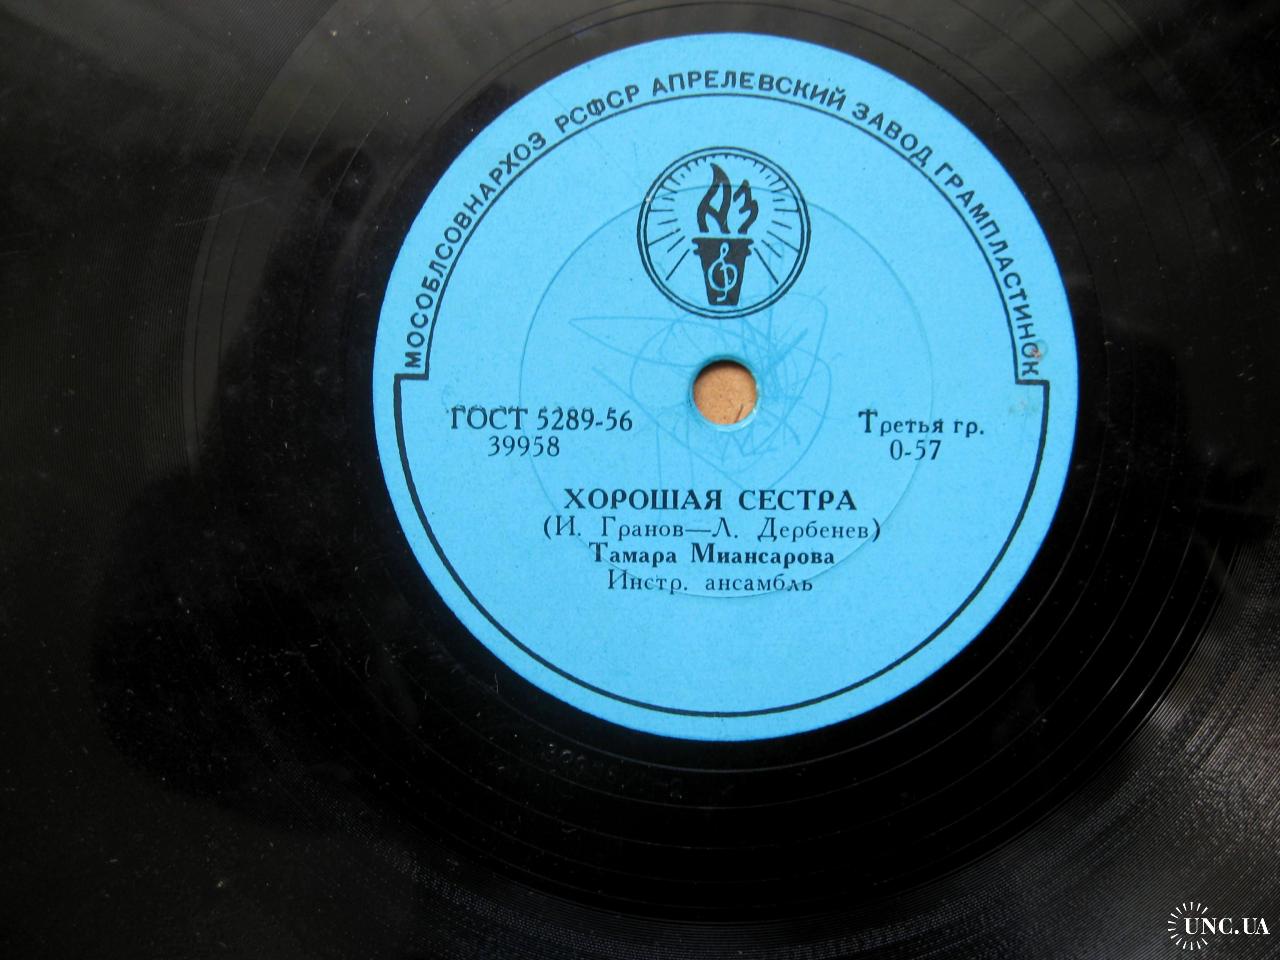 МОСОБЛСОВНАРХОЗ РСФСР АПРЕЛЕВСКИЙ ЗАВОД ГРАМПЛАСТИНОК
АЗ
ГОСТ 5289-56
39958
Третья гр.
0-57
ХОРОШАЯ СЕСТРА
(И. Гранов—Л. Дербенев)
Тамара Миансарова
Инстр. ансамбль
UNC.UA